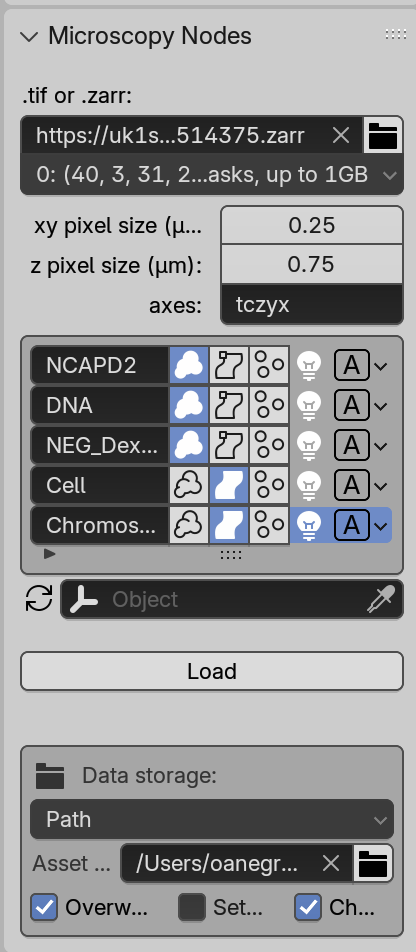 Microscopy Nodes
.tif or .zarr:
https://uk1s...514375.zarr
0: (40, 3, 31, 2...asks, up to 1GB
xy pixel size (µ... 0.25
z pixel size (µm): 0.75
axes: tczyx
NCAPD2 A
DNA A
NEG_Dex... A
Cell A
Chromos... A
Object
Load
Data storage:
Path
Asset ... /Users/oanegr...
Overw... Set... Ch...